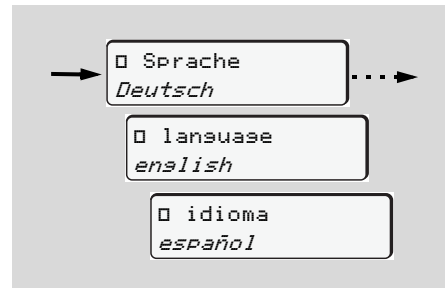 □ Sprache
Deutsch
□ language
english
□ idioma
español